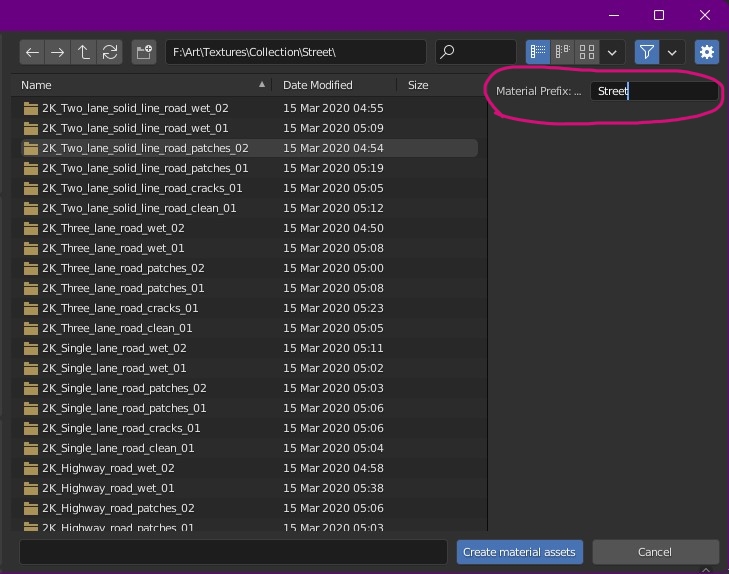 F:\Art\Textures\Collection\Street\
Name Date Modified Size
Material Prefix: ... Street
2K_Two_lane_solid_line_road_wet_02 15 Mar 2020 04:55
2K_Two_lane_solid_line_road_wet_01 15 Mar 2020 05:09
2K_Two_lane_solid_line_road_patches_02 15 Mar 2020 04:54
2K_Two_lane_solid_line_road_patches_01 15 Mar 2020 05:19
2K_Two_lane_solid_line_road_cracks_01 15 Mar 2020 05:05
2K_Two_lane_solid_line_road_clean_01 15 Mar 2020 05:12
2K_Three_lane_road_wet_02 15 Mar 2020 04:50
2K_Three_lane_road_wet_01 15 Mar 2020 05:08
2K_Three_lane_road_patches_02 15 Mar 2020 05:00
2K_Three_lane_road_patches_01 15 Mar 2020 05:08
2K_Three_lane_road_cracks_01 15 Mar 2020 05:23
2K_Three_lane_road_clean_01 15 Mar 2020 05:05
2K_Single_lane_road_wet_02 15 Mar 2020 05:11
2K_Single_lane_road_wet_01 15 Mar 2020 05:02
2K_Single_lane_road_patches_02 15 Mar 2020 05:03
2K_Single_lane_road_patches_01 15 Mar 2020 05:06
2K_Single_lane_road_cracks_01 15 Mar 2020 05:06
2K_Single_lane_road_clean_01 15 Mar 2020 05:04
2K_Highway_road_wet_02 15 Mar 2020 04:58
2K_Highway_road_wet_01 15 Mar 2020 05:38
2K_Highway_road_patches_02 15 Mar 2020 05:06
2K_Highway_road_patches_01 15 Mar 2020 05:03
Create material assets Cancel